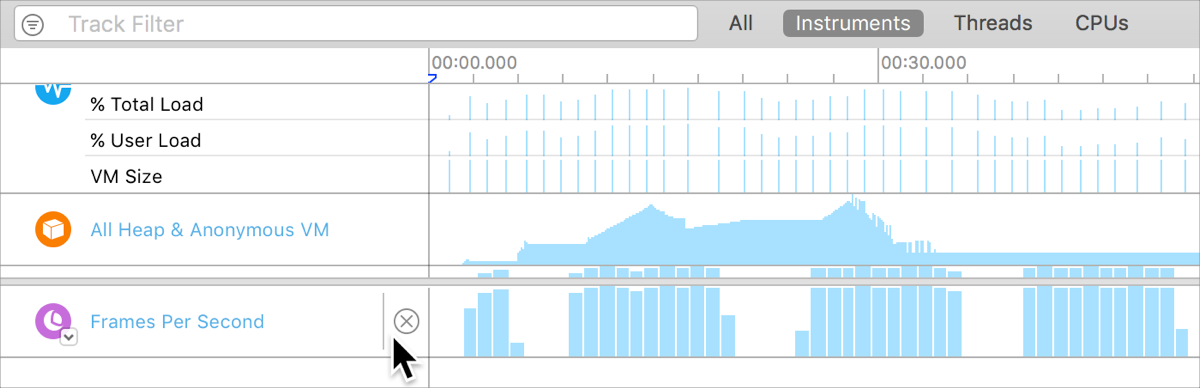 Track Filter
All
Instruments
Threads
CPUs
00:00.000
00:30.000
% Total Load
% User Load
VM Size
All Heap & Anonymous VM
Frames Per Second